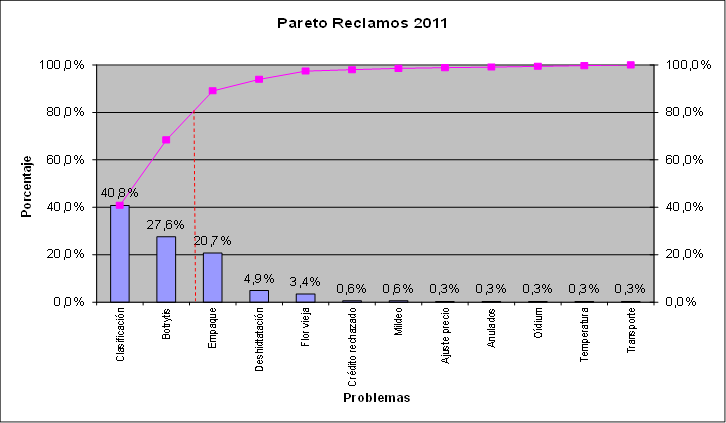 Pareto Reclamos 2011
100,0%
80,0%
60,0%
40,0%
20,0%
0,0%
Porcentaje
100,0%
80,0%
60,0%
40,0%
20,0%
0,0%
40,8%
27,6%
20,7%
4,9%
3,4%
0,6%
0,6%
0,3%
0,3%
0,3%
0,3%
0,3%
Clasificación
Botrytis
Empaque
Deshidratación
Flor vieja
Crédito rechazado
Mildeo
Ajuste precio
Anulados
Oídium
Temperatura
Transporte
Problemas